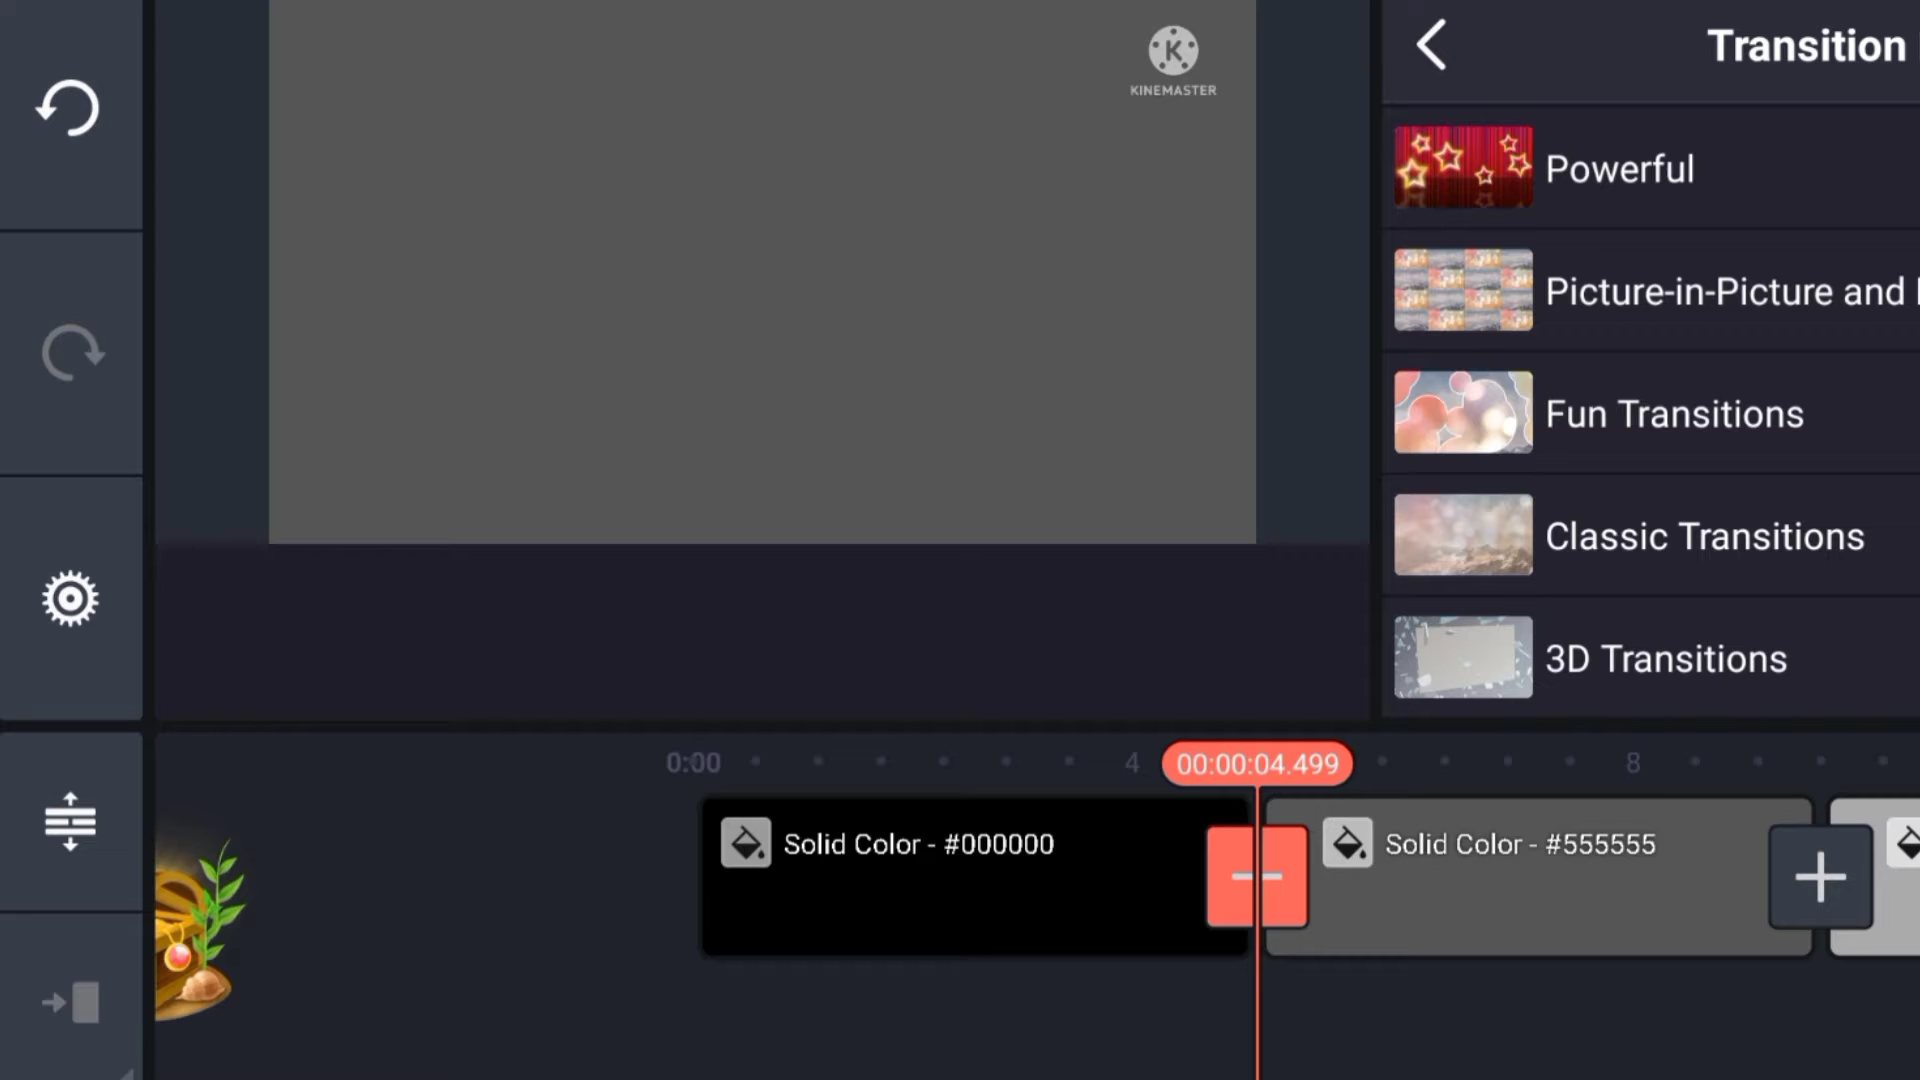 K
KINEMASTER
Transition
Powerful
Picture-in-Picture and
Fun Transitions
Classic Transitions
3D Transitions
0:00
4
00:00:04.499
8
Solid Color - #000000
Solid Color - #555555